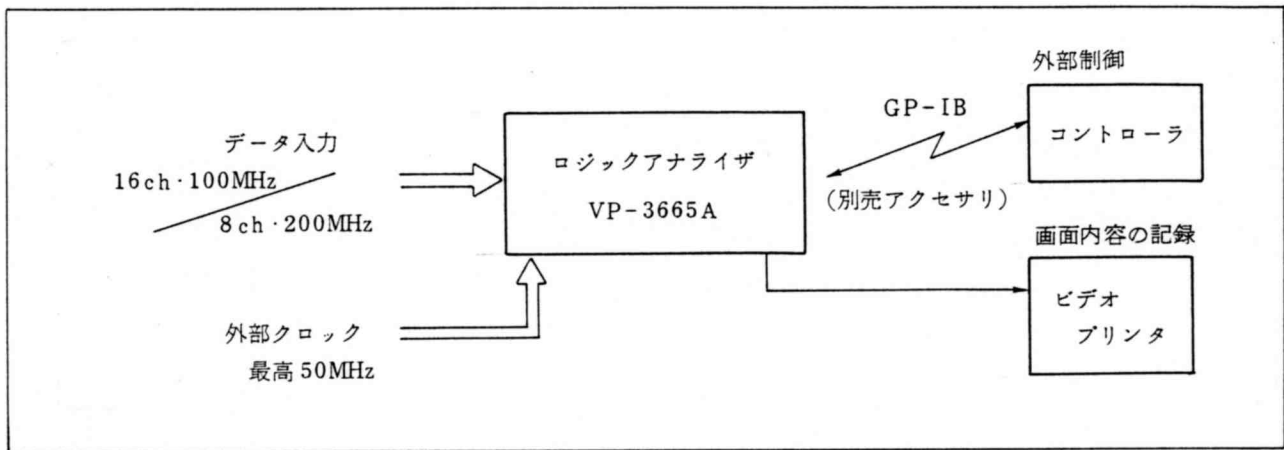 データ入力
16ch・100MHz
8ch・200MHz
外部クロック
最高50MHz
ロジックアナライザ
VP-3665A
GP-IB
(別売アクセサリ)
外部制御
コントローラ
画面内容の記録
ビデオ
プリンタ